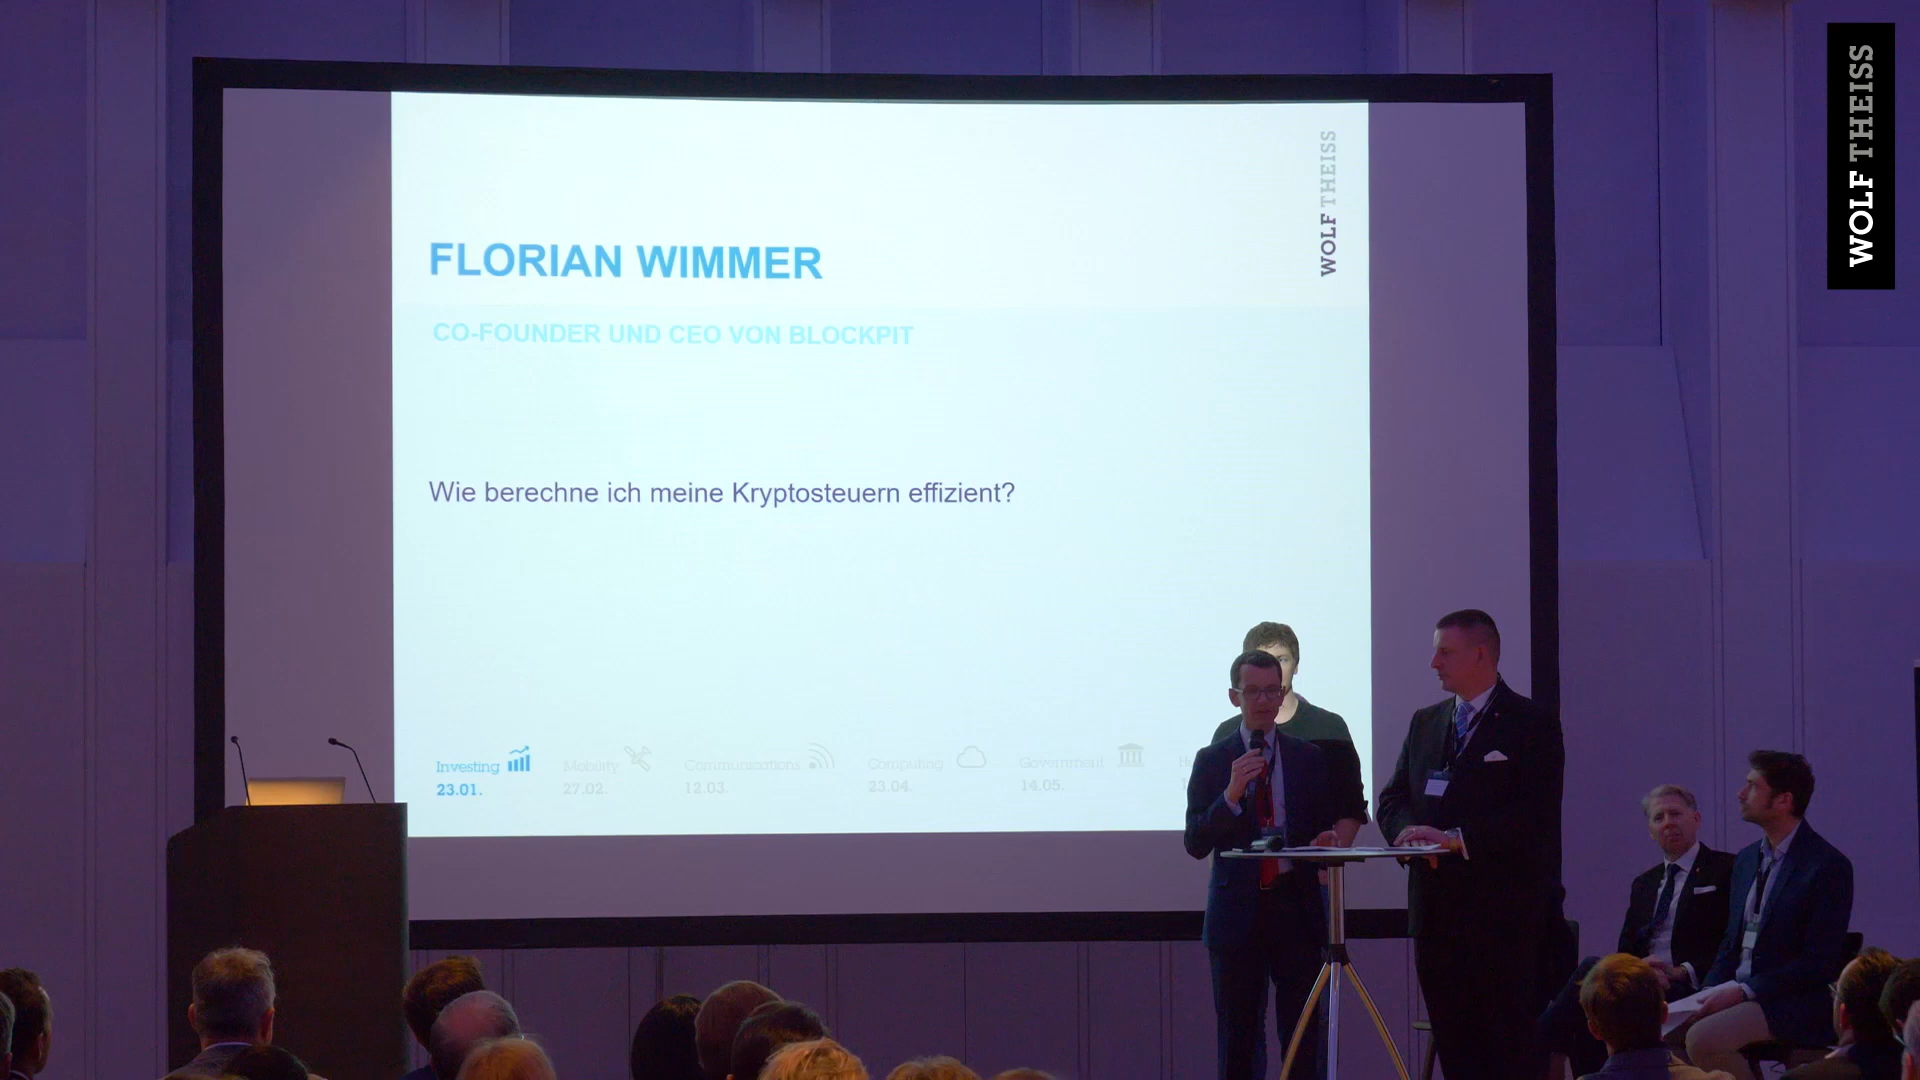 WOLF THEISS
WOLF THEISS
FLORIAN WIMMER
CO-FOUNDER UND CEO VON BLOCKPIT
Wie berechne ich meine Kryptosteuern effizient?
Investing
23.01.
Mobility
27.02.
Communications
12.03.
Computing
23.04.
Government
14.05.